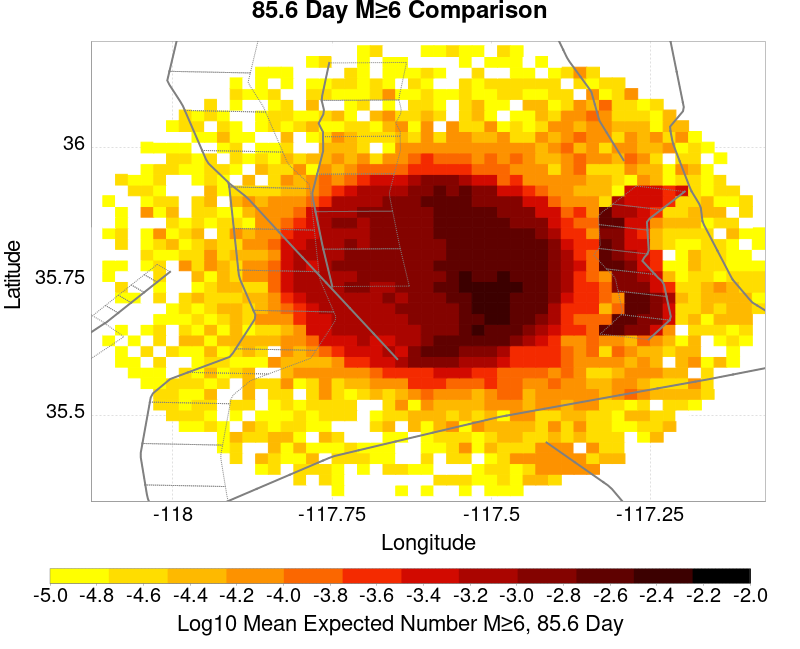 85.6 Day M≥6 Comparison
36
35.75
35.5
Latitude
-118 -117.75 -117.5 -117.25
Longitude
-5.0 -4.8 -4.6 -4.4 -4.2 -4.0 -3.8 -3.6 -3.4 -3.2 -3.0 -2.8 -2.6 -2.4 -2.2 -2.0
Log10 Mean Expected Number M≥6, 85.6 Day